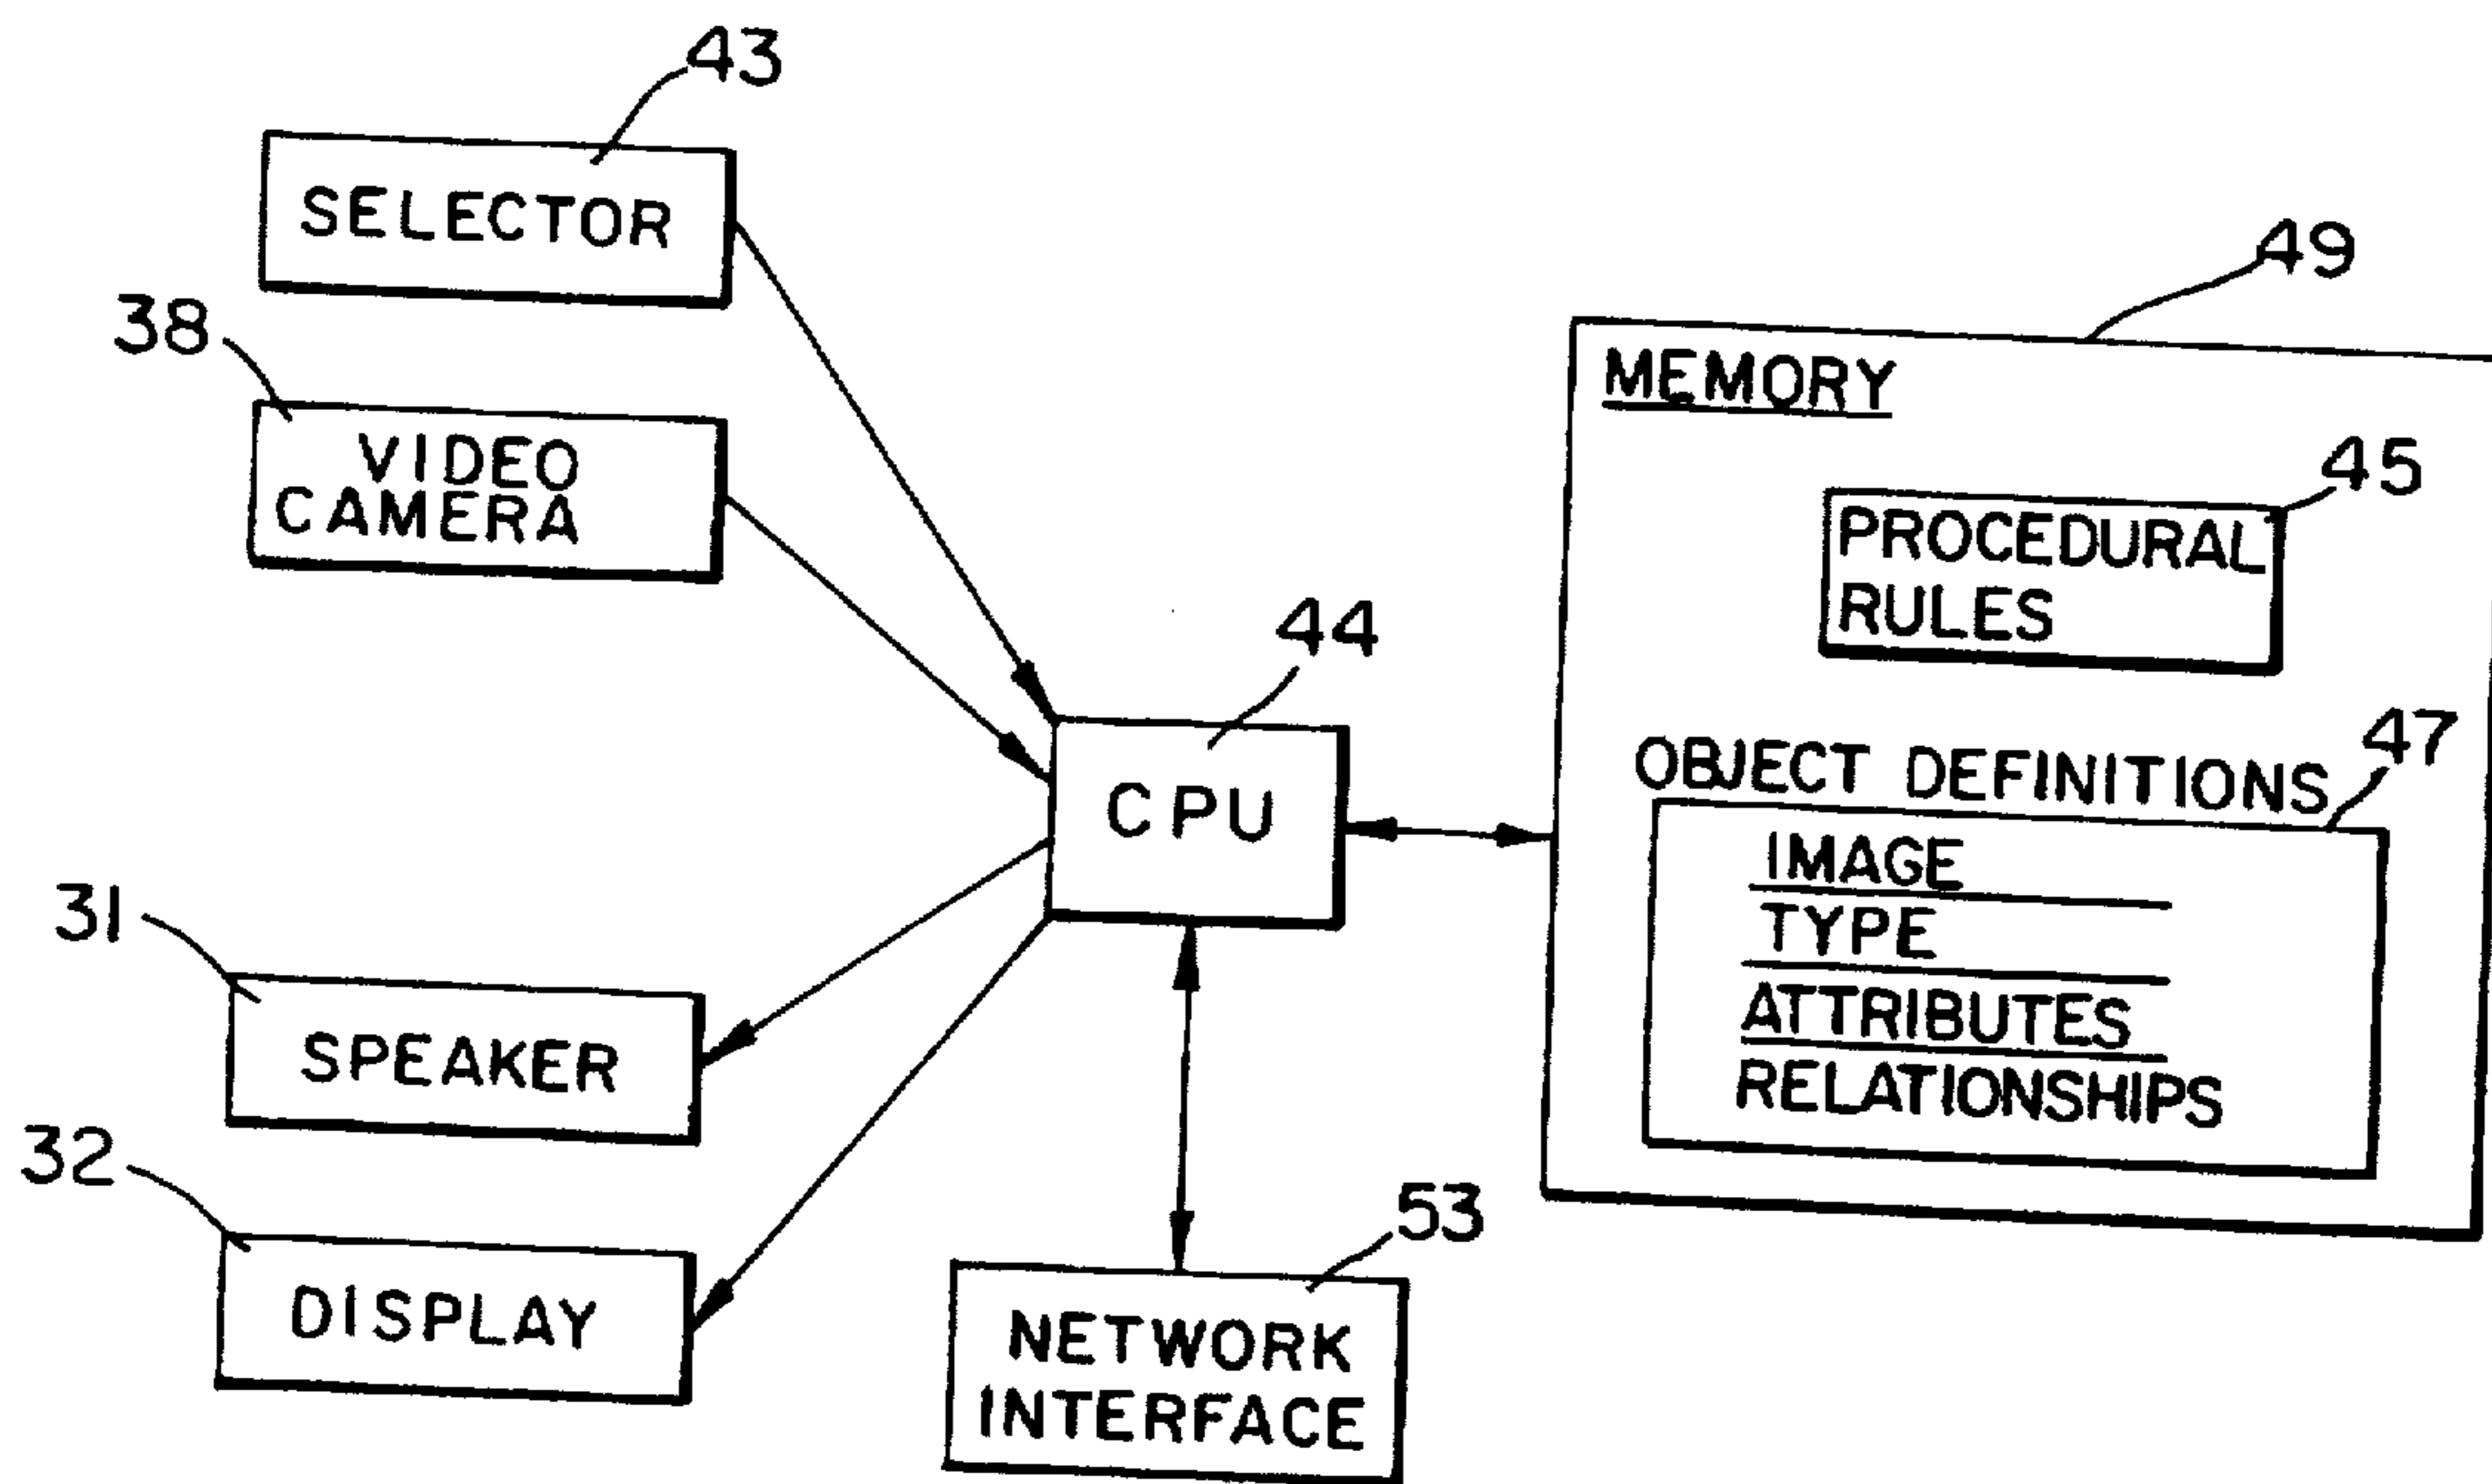 43
SELECTOR
38
VIDEO
CAMERA
31
SPEAKER
32
DISPLAY
44
CPU
53
NETWORK
INTERFACE
49
MEMORY
45
PROCEDURAL
RULES
47
OBJECT DEFINITIONS
IMAGE
TYPE
ATTRIBUTES
RELATIONSHIPS